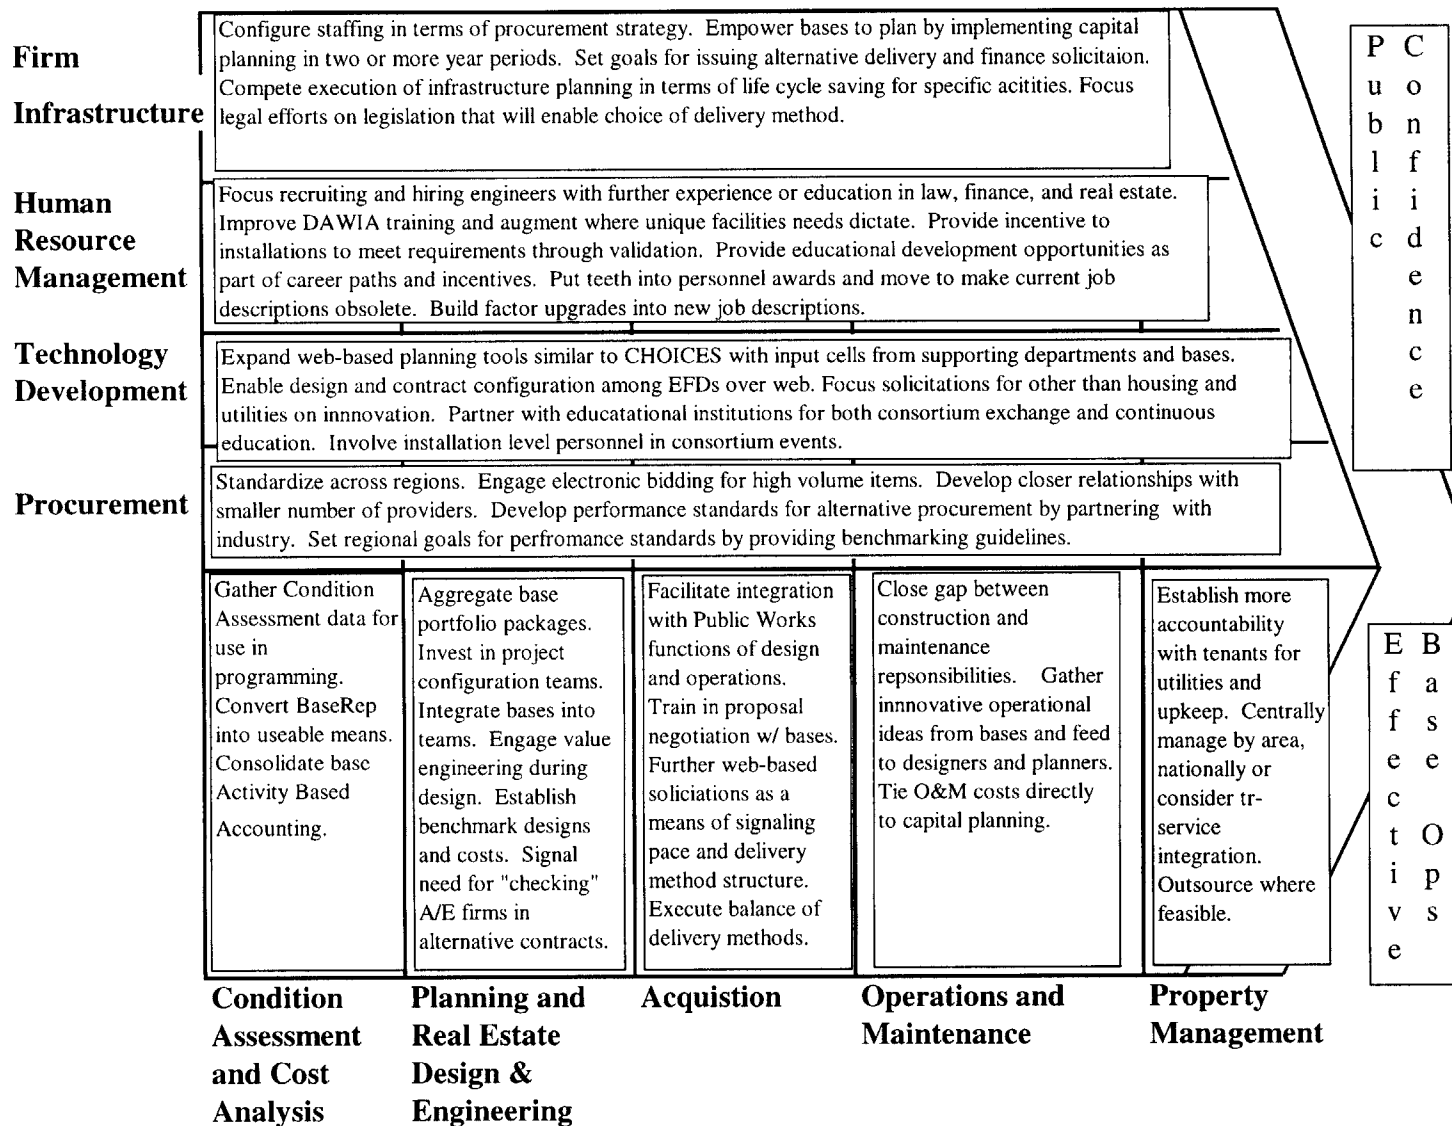 Firm
Infrastructure
Configure staffing in terms of procurement strategy. Empower bases to plan by implementing capital
planning in two or more year periods. Set goals for issuing alternative delivery and finance solicitaion.
Compete execution of infrastructure planning in terms of life cycle saving for specific acitities. Focus
legal efforts on legislation that will enable choice of delivery method.
Human
Resource
Management
Focus recruiting and hiring engineers with further experience or education in law, finance, and real estate.
Improve DAWIA training and augment where unique facilities needs dictate. Provide incentive to
installations to meet requirements through validation. Provide educational development opportunities as
part of career paths and incentives. Put teeth into personnel awards and move to make current job
descriptions obsolete. Build factor upgrades into new job descriptions.
Technology
Development
Expand web-based planning tools similar to CHOICES with input cells from supporting departments and bases.
Enable design and contract configuration among EFDs over web. Focus solicitations for other than housing and
utilities on innnovation. Partner with educatational institutions for both consortium exchange and continuous
education. Involve installation level personnel in consortium events.
Procurement
Standardize across regions. Engage electronic bidding for high volume items. Develop closer relationships with
smaller number of providers. Develop performance standards for alternative procurement by partnering with
industry. Set regional goals for perfromance standards by providing benchmarking guidelines.
Gather Condition
Assessment data for
use in
programming.
Convert BaseRep
into useable means.
Consolidate base
Activity Based
Accounting.
Aggregate base
portfolio packages.
Invest in project
configuration teams.
Integrate bases into
teams. Engage value
engineering during
design. Establish
benchmark designs
and costs. Signal
need for "checking"
A/E firms in
alternative contracts.
Facilitate integration
with Public Works
functions of design
and operations.
Train in proposal
negotiation w/ bases.
Further web-based
soliciations as a
means of signaling
pace and delivery
method structure.
Execute balance of
delivery methods.
Close gap between
construction and
maintenance
repsonsibilities. Gather
innnovative operational
ideas from bases and feed
to designers and planners.
Tie O&M costs directly
to capital planning.
Establish more
accountability
with tenants for
utilities and
upkeep. Centrally
manage by area,
nationally or
consider tr-
service
integration.
Outsource where
feasible.
Condition
Assessment
and Cost
Analysis
Planning and
Real Estate
Design &
Engineering
Acquistion
Operations and
Maintenance
Property
Management
Public
Confidence
Effective
Base Ops